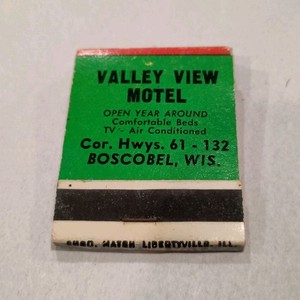 VALLEY VIEW
MOTEL
OPEN YEAR AROUND
Comfortable Beds
TV - Air Conditioned
Cor. Hwys. 61 - 132
BOSCOBEL, WIS.
MATCH LIBERTYVILLE, ILL.